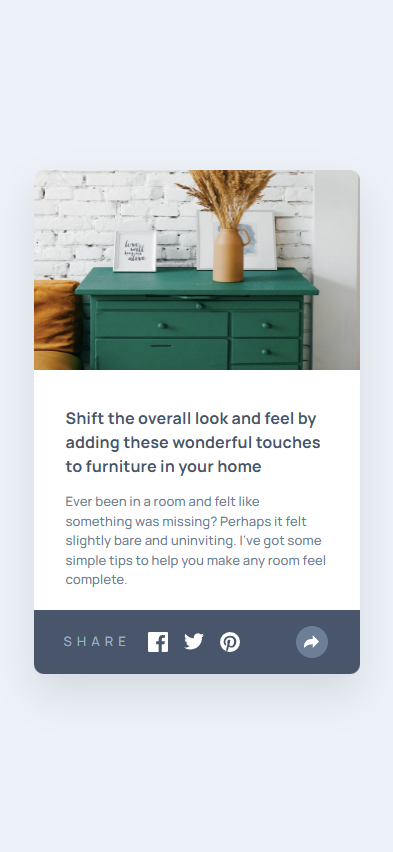 Shift the overall look and feel by
adding these wonderful touches
to furniture in your home
Ever been in a room and felt like
something was missing? Perhaps it felt
slightly bare and uninviting. I've got some
simple tips to help you make any room feel
complete.
SHARE